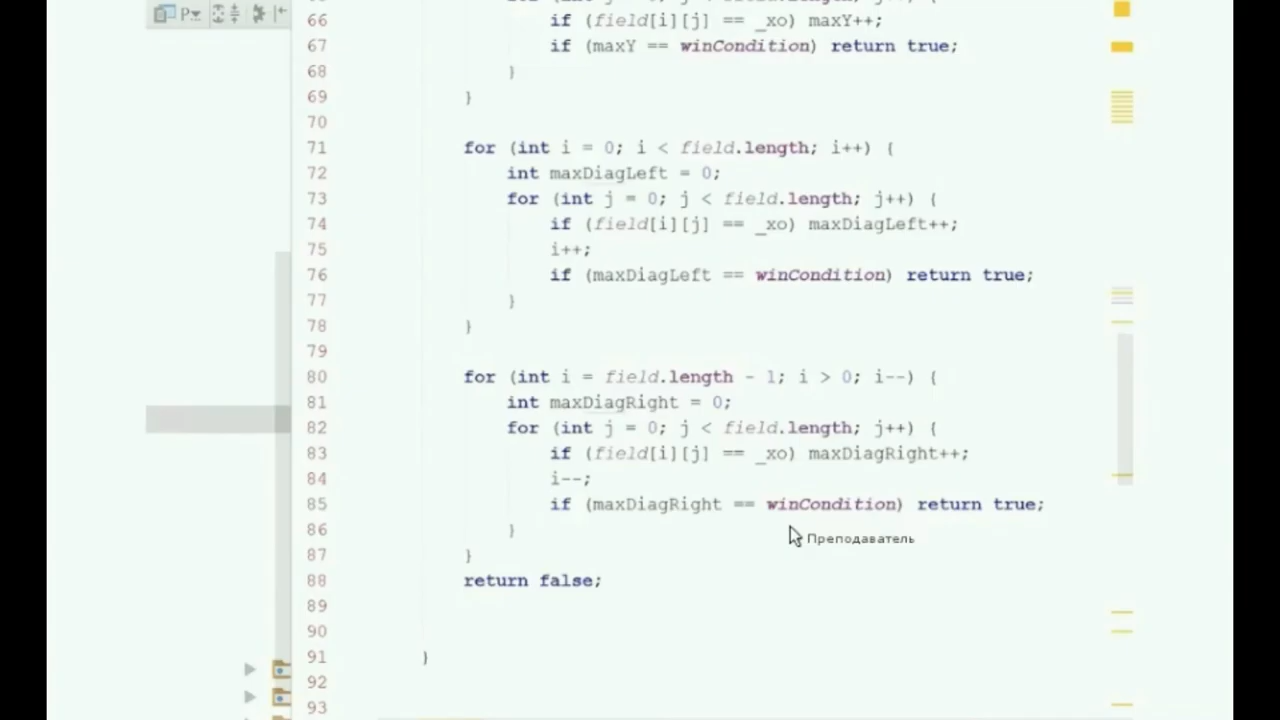 P
66 if (field[i][j] == _xo) maxY++;
67 if (maxY == winCondition) return true;
68 }
69 }
70
71 for (int i = 0; i < field.length; i++) {
72 int maxDiagLeft = 0;
73 for (int j = 0; j < field.length; j++) {
74 if (field[i][j] == _xo) maxDiagLeft++;
75 i++;
76 if (maxDiagLeft == winCondition) return true;
77 }
78 }
79
80 for (int i = field.length - 1; i > 0; i--) {
81 int maxDiagRight = 0;
82 for (int j = 0; j < field.length; j++) {
83 if (field[i][j] == _xo) maxDiagRight++;
84 i--;
85 if (maxDiagRight == winCondition) return true;
86 }
Преподаватель
87 }
88 return false;
89
90
91 }
92
93